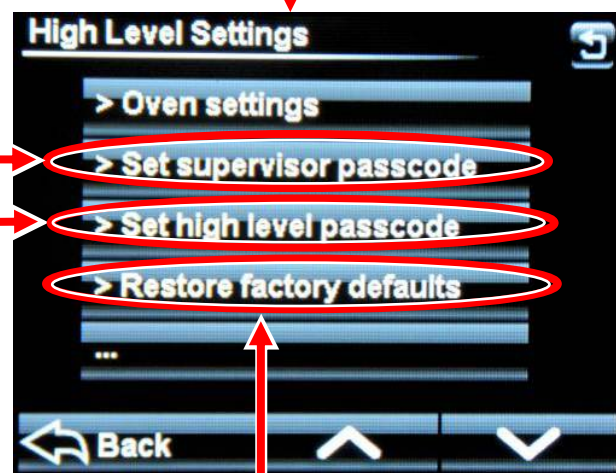 High Level Settings
> Oven settings
> Set supervisor passcode
> Set high level passcode
> Restore factory defaults
...
Back